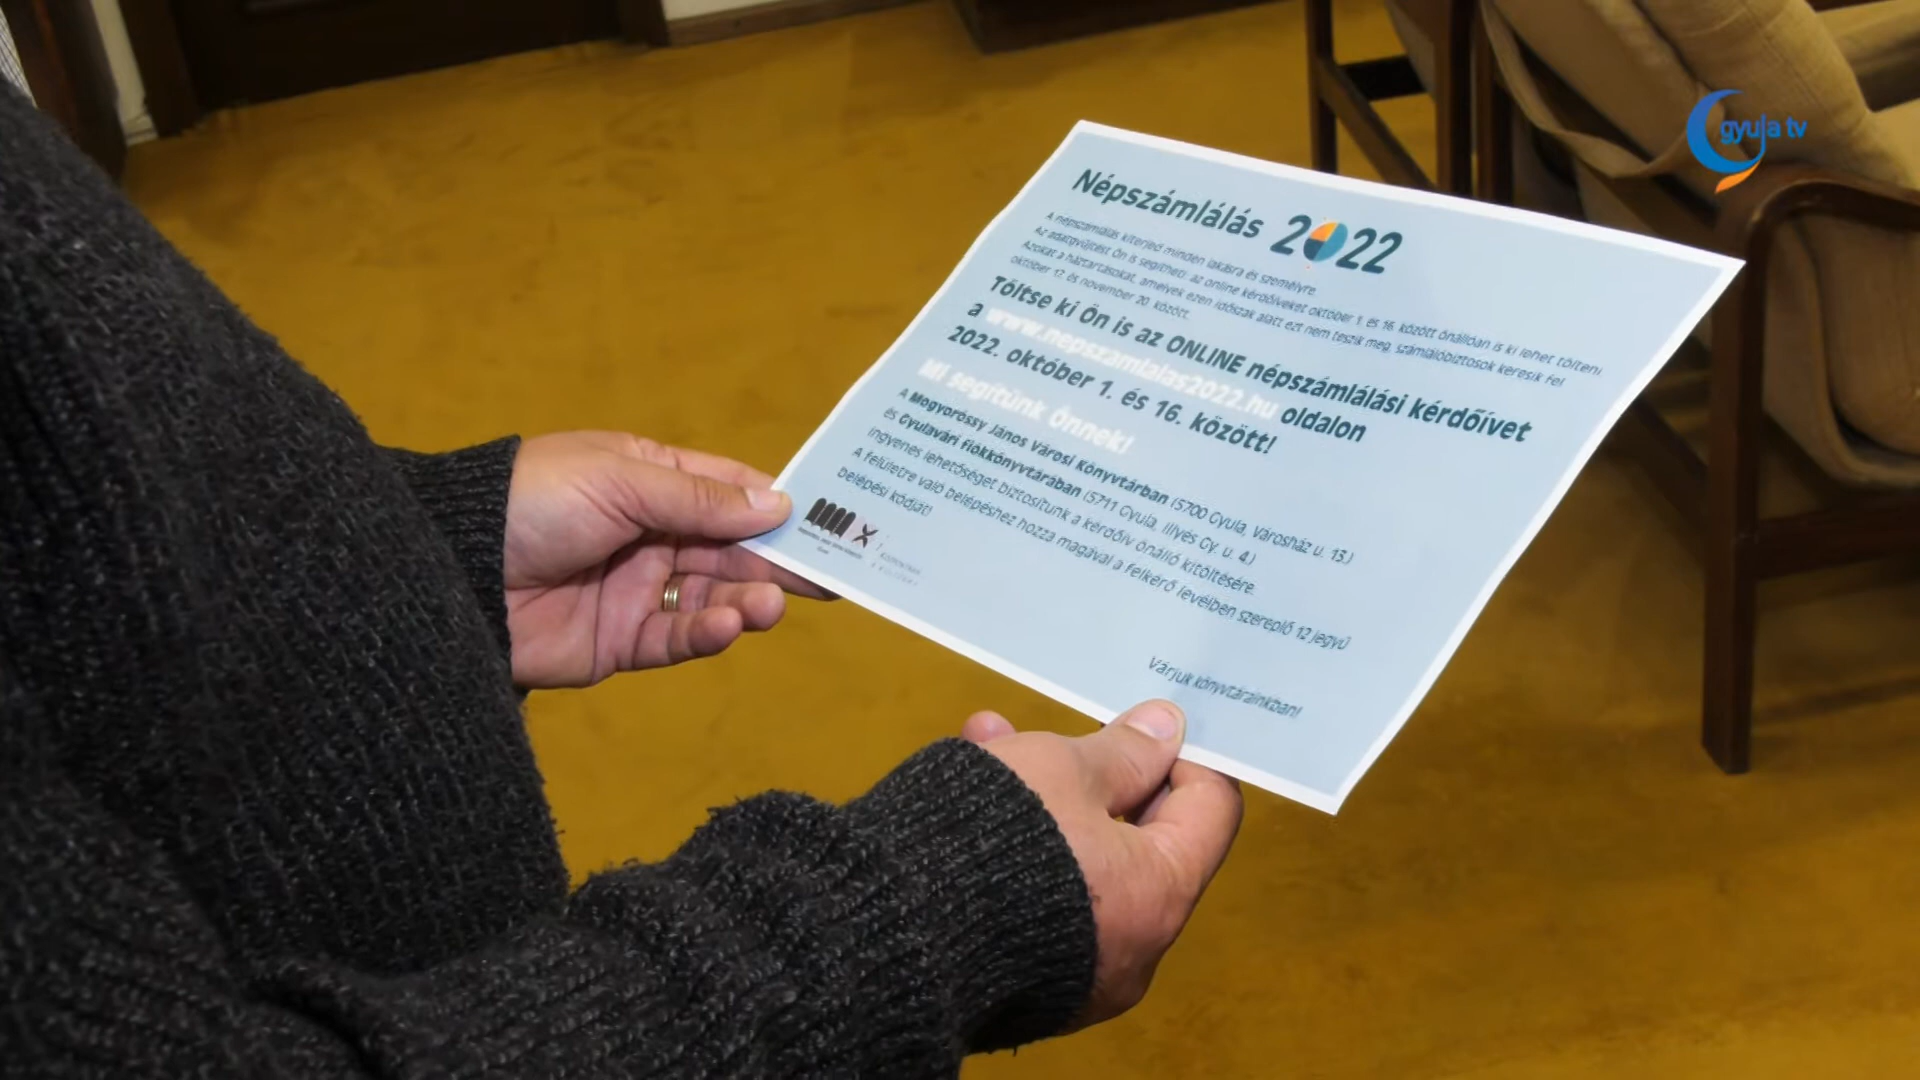 gyula tv
Népszámlálás 2022
A népszámlálás kiterjed minden lakásra és személyre.
Az adatgyűjtést Ön is segítheti: az online kérdőíveket október 1. és 16. között önállóan is ki lehet tölteni.
Azokat a háztartásokat, amelyek ezen időszak alatt ezt nem teszik meg, számlálóbiztosok keresik fel
október 17. és november 20. között.
Töltse ki Ön is az ONLINE népszámlálási kérdőívet
a www.nepszamlalas2022.hu oldalon
2022. október 1. és 16. között!
Mi segítünk Önnek!
A Mogyoróssy János Városi Könyvtárban (5700 Gyula, Városház u. 13.)
és Gyulavári fiókkönyvtárában (5711 Gyula, Illyés Gy. u. 4.)
ingyenes lehetőséget biztosítunk a kérdőív önálló kitöltésére.
A felületre való belépéshez hozza magával a felkérő levélben szereplő 12 jegyű
belépési kódját!
Várjuk könyvtárainkban!